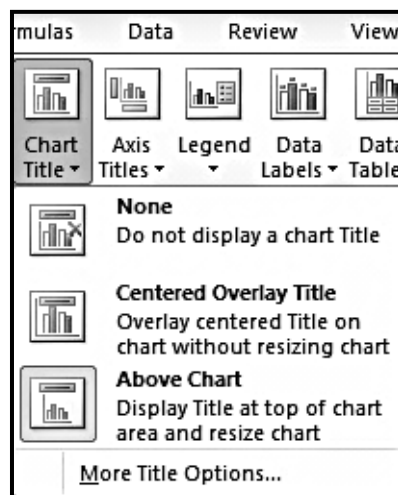 rmulas Data Review View
Chart Axis Legend Data Data
Title Titles Labels Table
None
Do not display a chart Title
Centered Overlay Title
Overlay centered Title on
chart without resizing chart
Above Chart
Display Title at top of chart
area and resize chart
More Title Options...